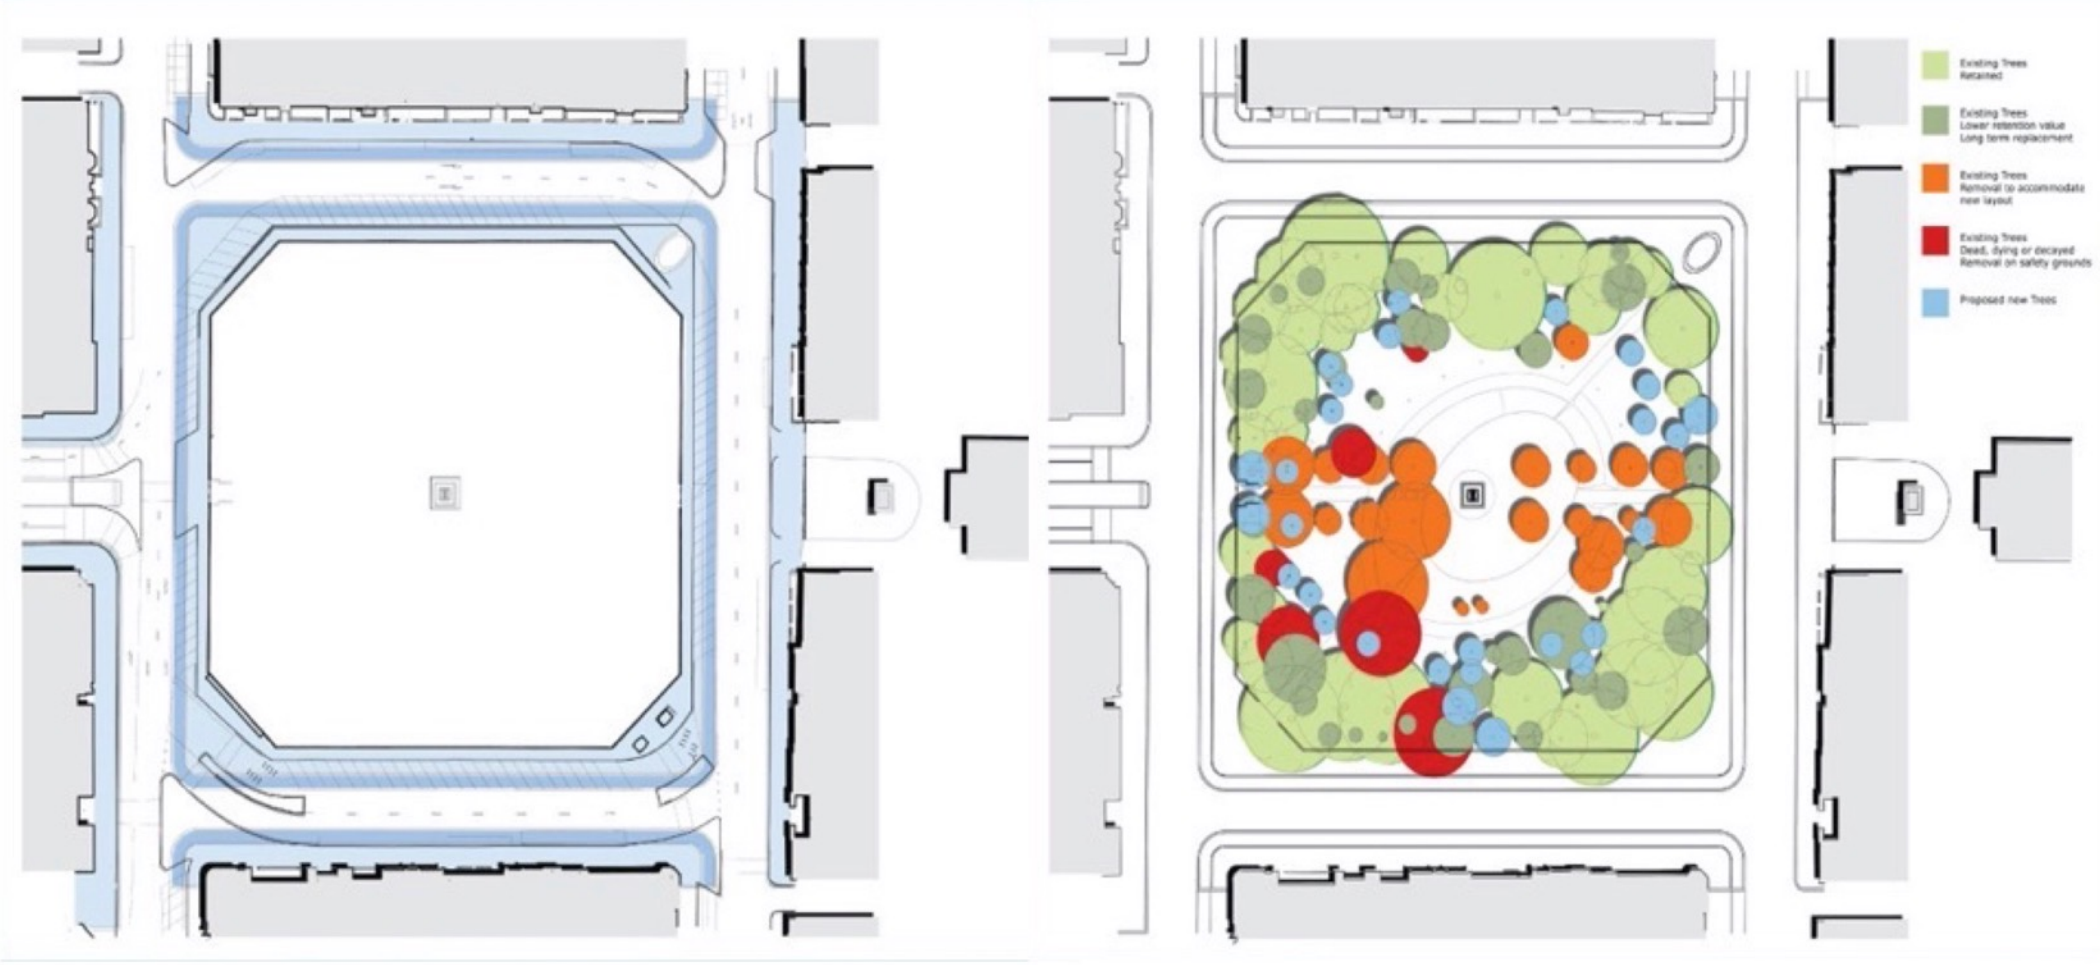 Existing Trees
Retained
Existing Trees
Lower retention value
Long term replacement
Existing Trees
Removal to accommodate
new layout
Existing Trees
Dead, dying or decayed
Removal on safety grounds
Proposed new Trees